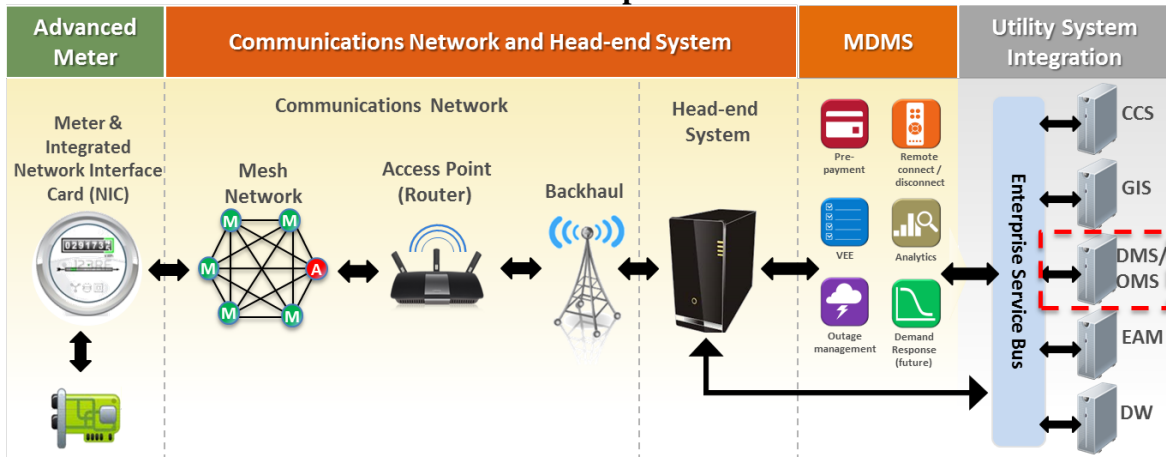 Advanced
Meter
Communications Network and Head-end System
MDMS
Utility System
Integration
Communications Network
Meter &
Integrated
Network Interface
Card (NIC)
Mesh
Network
Access Point
(Router)
Backhaul
Head-end
System
Pre-
payment
Remote
connect /
disconnect
VEE
Analytics
Outage
management
Demand
Response
(future)
Enterprise Service Bus
CCS
GIS
DMS/
OMS
EAM
DW
M
M
M
A
M
M